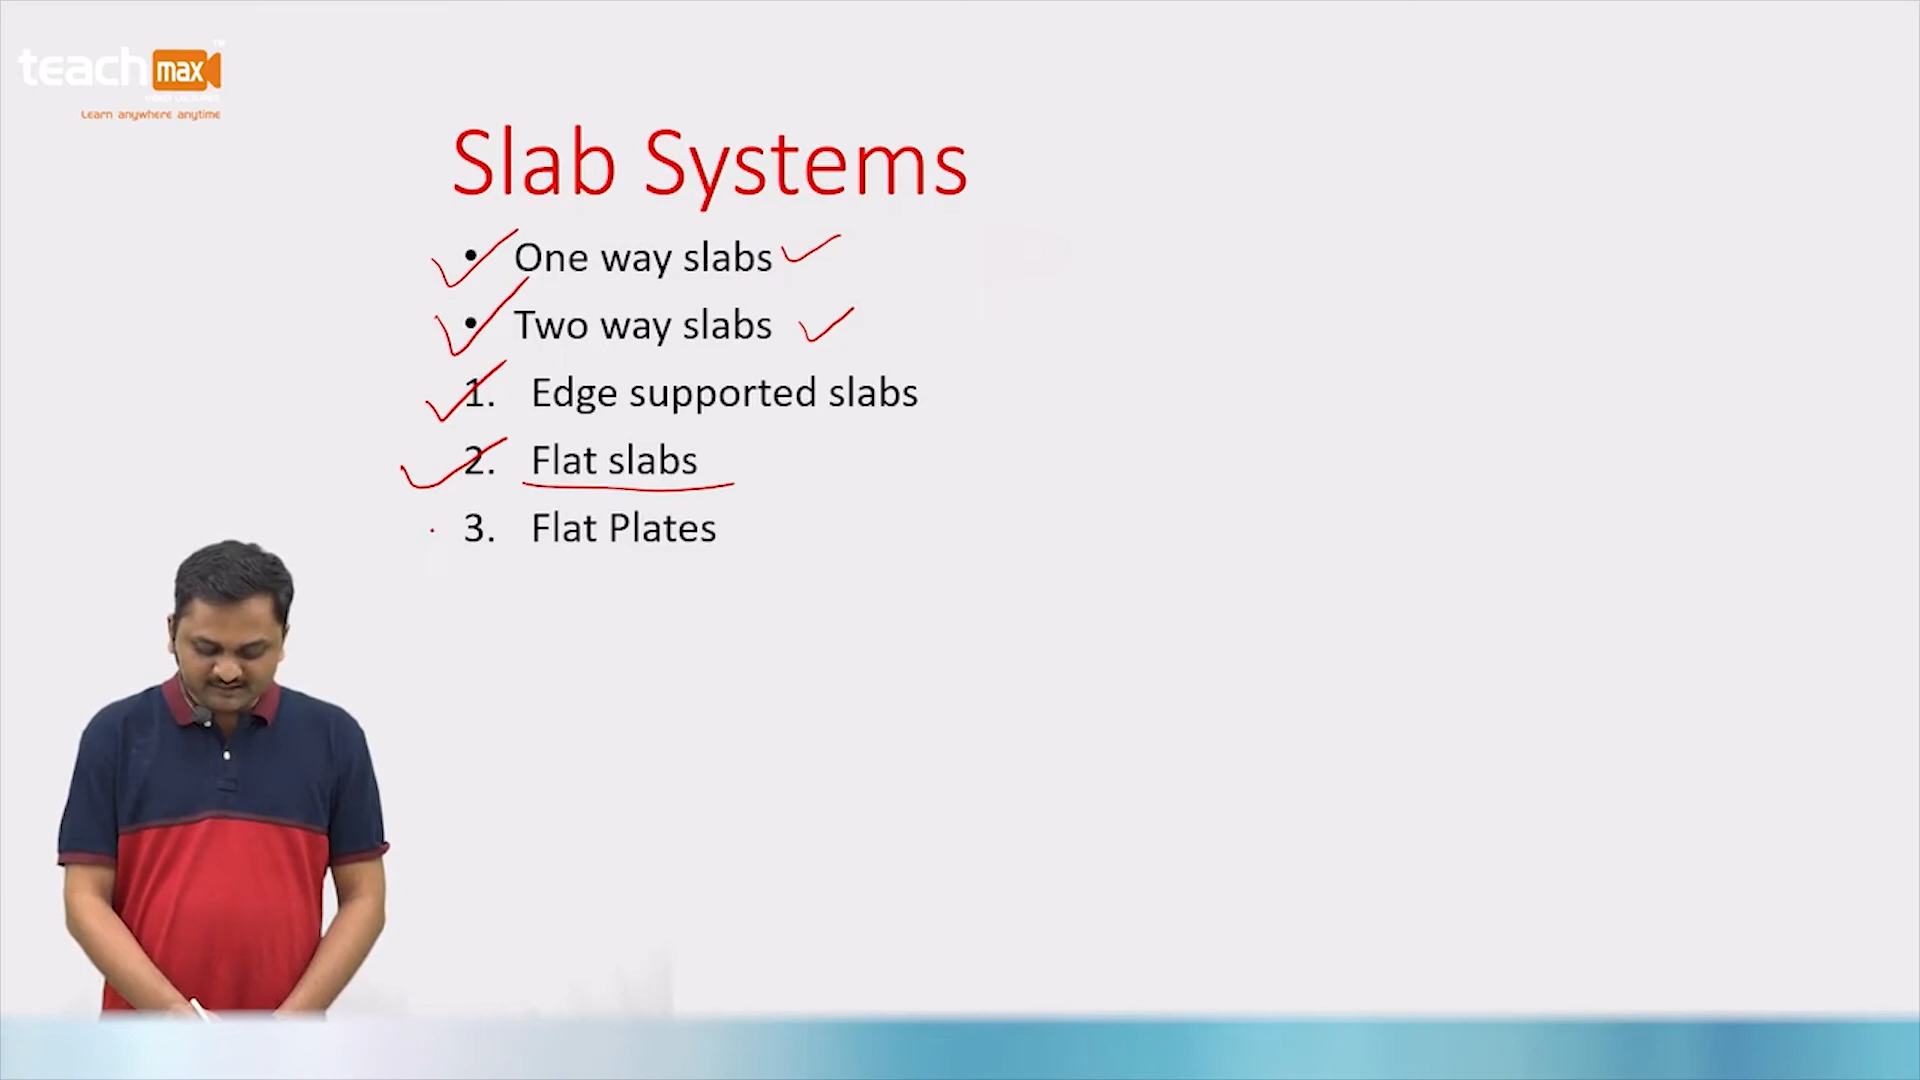 teach max™
Learn anywhere anytime
Slab Systems
• One way slabs
• Two way slabs
1. Edge supported slabs
2. Flat slabs
3. Flat Plates